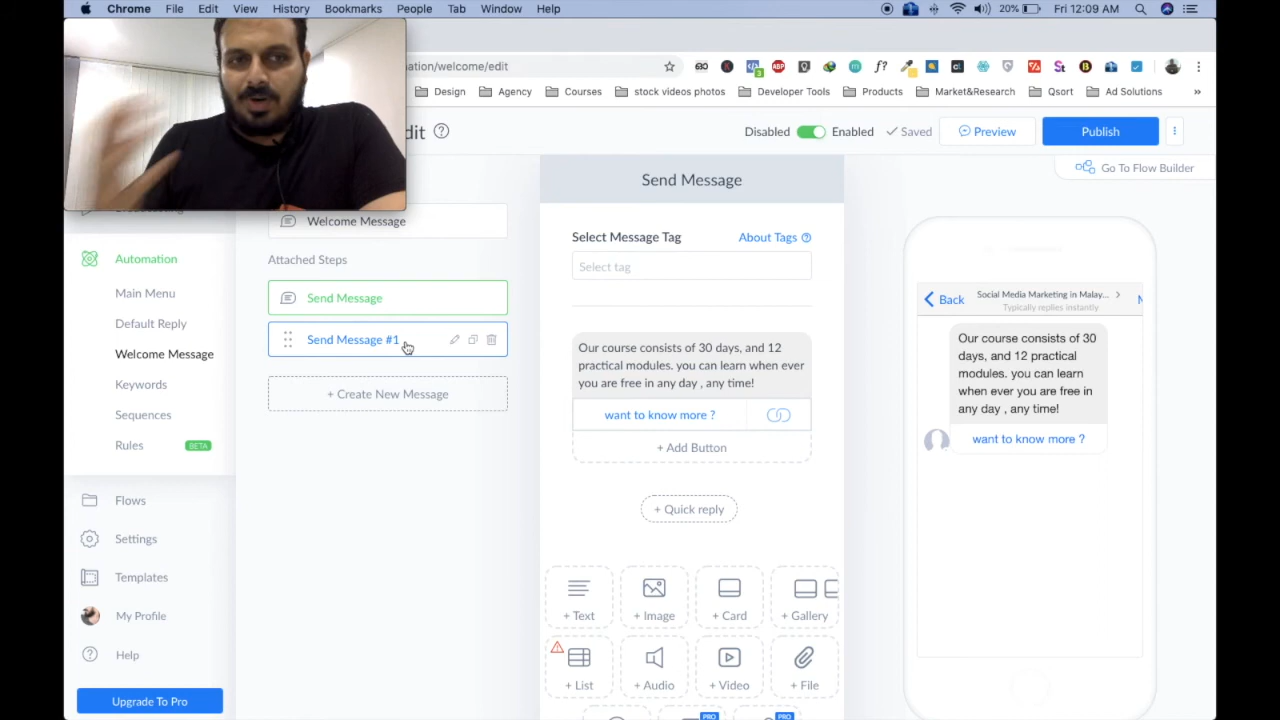 Chrome File Edit View History Bookmarks People Tab Window Help 20% Fri 12:09 AM
nation/welcome/edit
Design Agency Courses stock videos photos Developer Tools Products Market&Research Qsort Ad Solutions »
dit Disabled Enabled Saved Preview Publish
Go To Flow Builder
Automation
Main Menu
Default Reply
Welcome Message
Keywords
Sequences
Rules BETA
Flows
Settings
Templates
My Profile
Help
Upgrade To Pro
Welcome Message
Attached Steps
Send Message
Send Message #1
+ Create New Message
Send Message
Select Message Tag About Tags
Select tag
Our course consists of 30 days, and 12
practical modules. you can learn when ever
you are free in any day , any time!
want to know more ?
+ Add Button
+ Quick reply
+ Text + Image + Card + Gallery
+ List + Audio + Video + File
PRO PRO
Back Social Media Marketing in Malay... M
Typically replies instantly
Our course consists of 30
days, and 12 practical
modules. you can learn
when ever you are free in
any day , any time!
want to know more ?